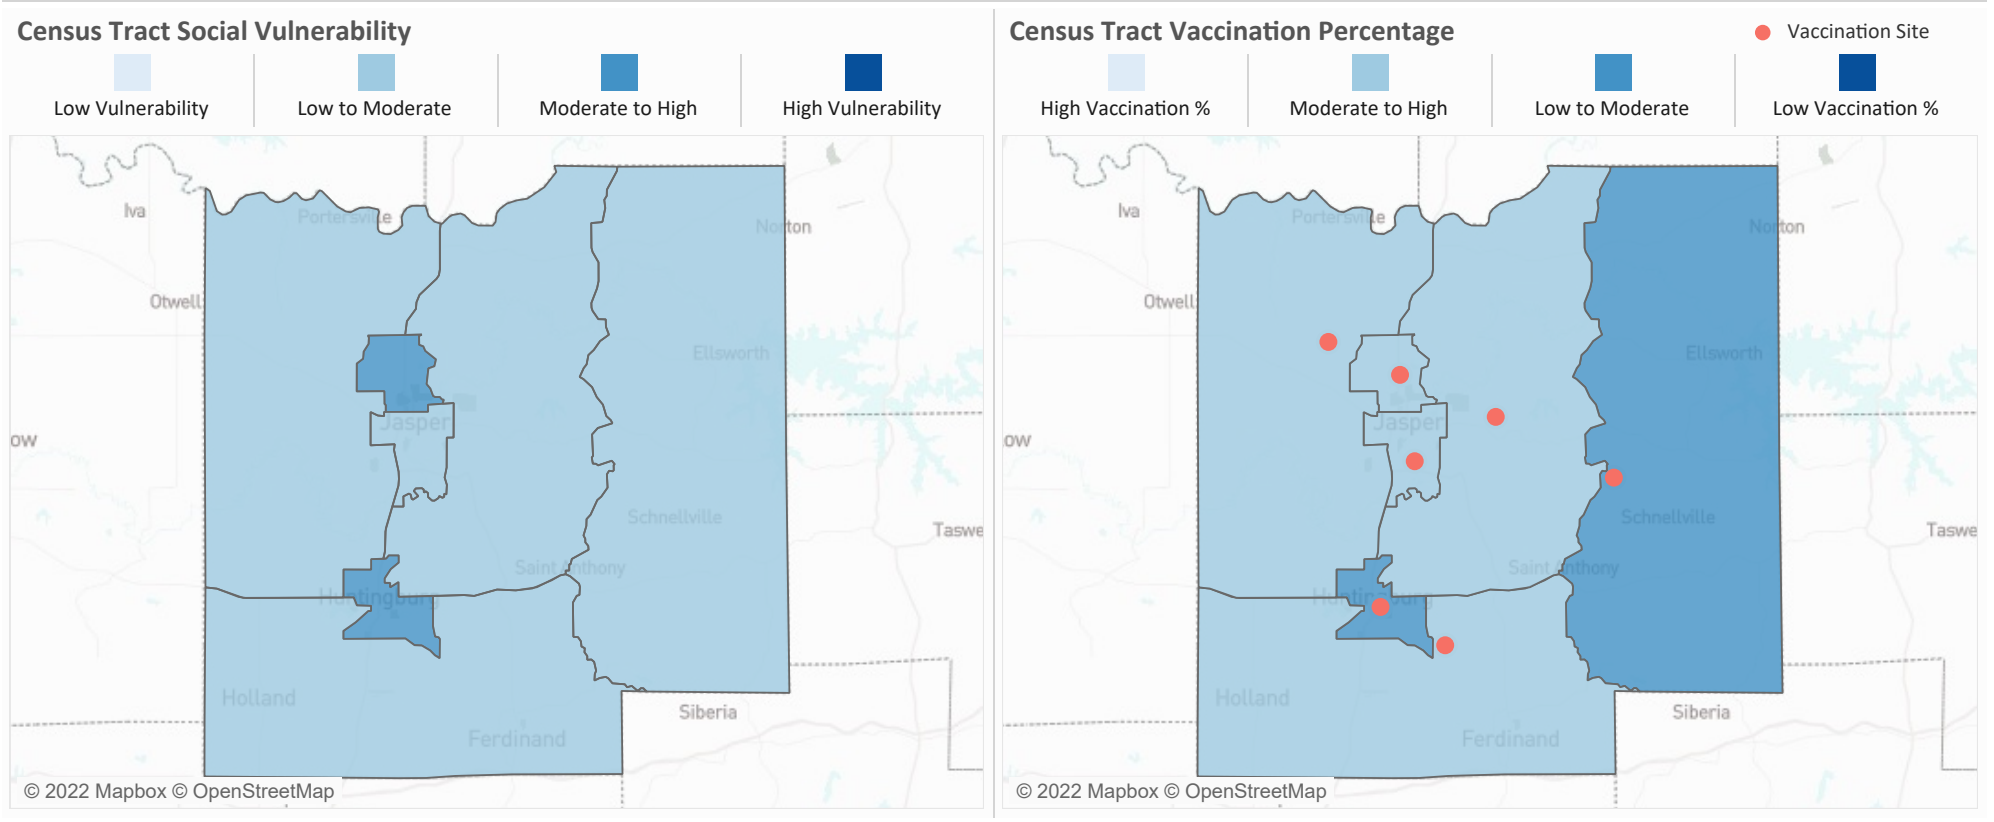 Census Tract Social Vulnerability
Low Vulnerability
Low to Moderate
Moderate to High
High Vulnerability
Iva
Portersville
Norton
Otwell
Ellsworth
Jasper
ow
Schnellville
Taswe
Saint Anthony
Huntingburg
Holland
Siberia
Ferdinand
© 2022 Mapbox © OpenStreetMap
Census Tract Vaccination Percentage
Vaccination Site
High Vaccination %
Moderate to High
Low to Moderate
Low Vaccination %
Iva
Portersville
Norton
Otwell
Ellsworth
Jasper
ow
Schnellville
Taswe
Saint Anthony
Huntingburg
Holland
Siberia
Ferdinand
© 2022 Mapbox © OpenStreetMap